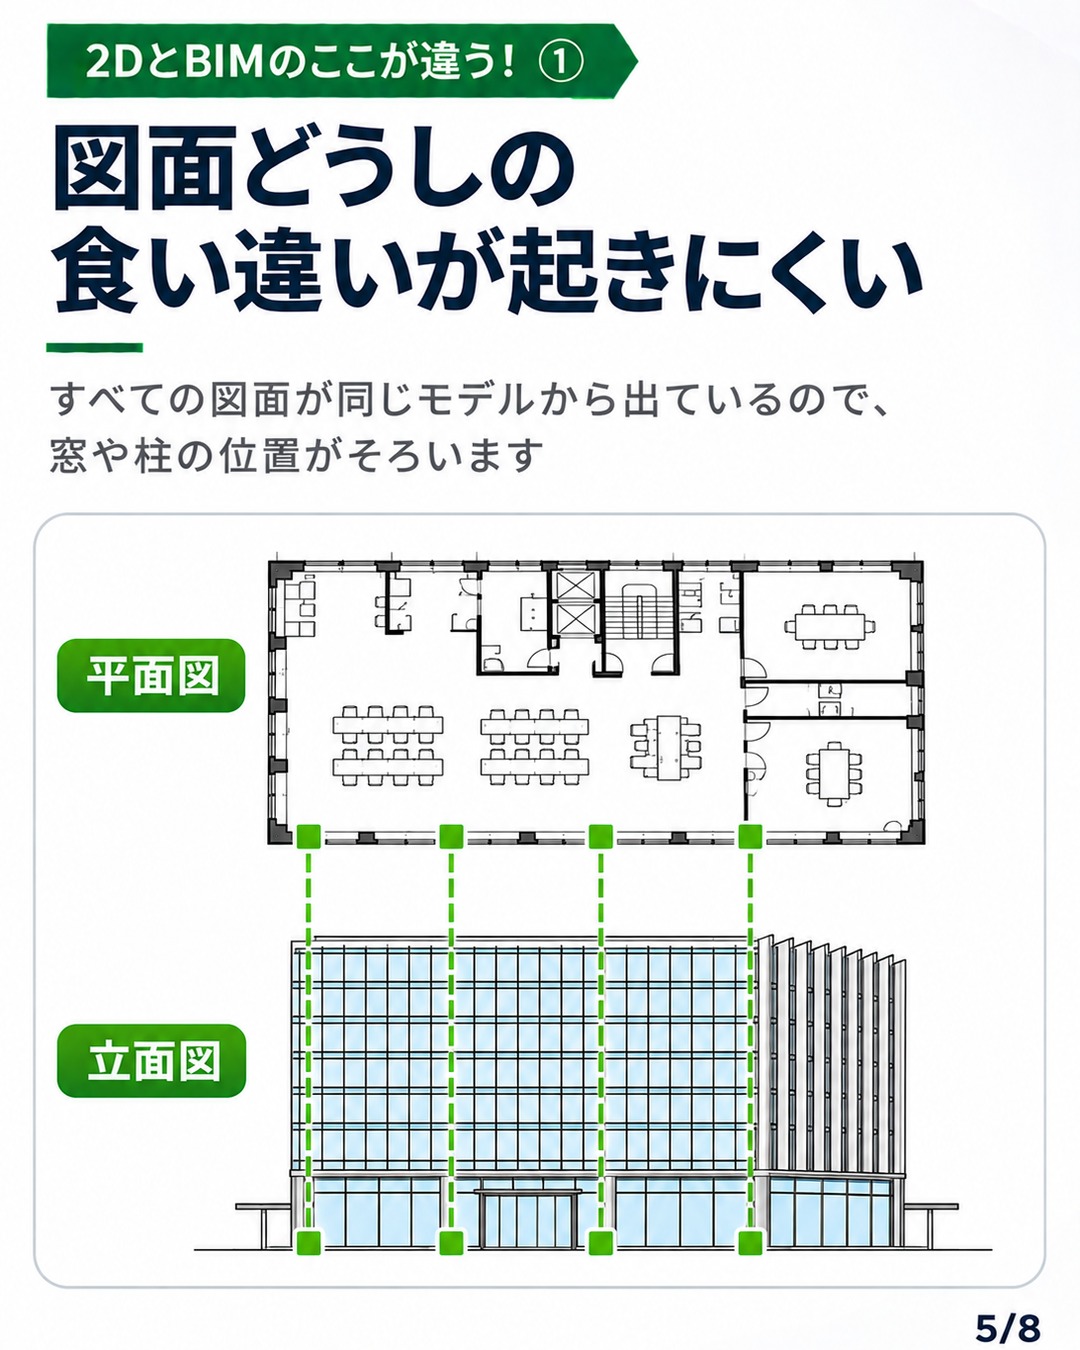 2DとBIMのここが違う！ ①
図面どうしの
食い違いが起きにくい
すべての図面が同じモデルから出ているので、
窓や柱の位置がそろいます
平面図
立面図
5/8